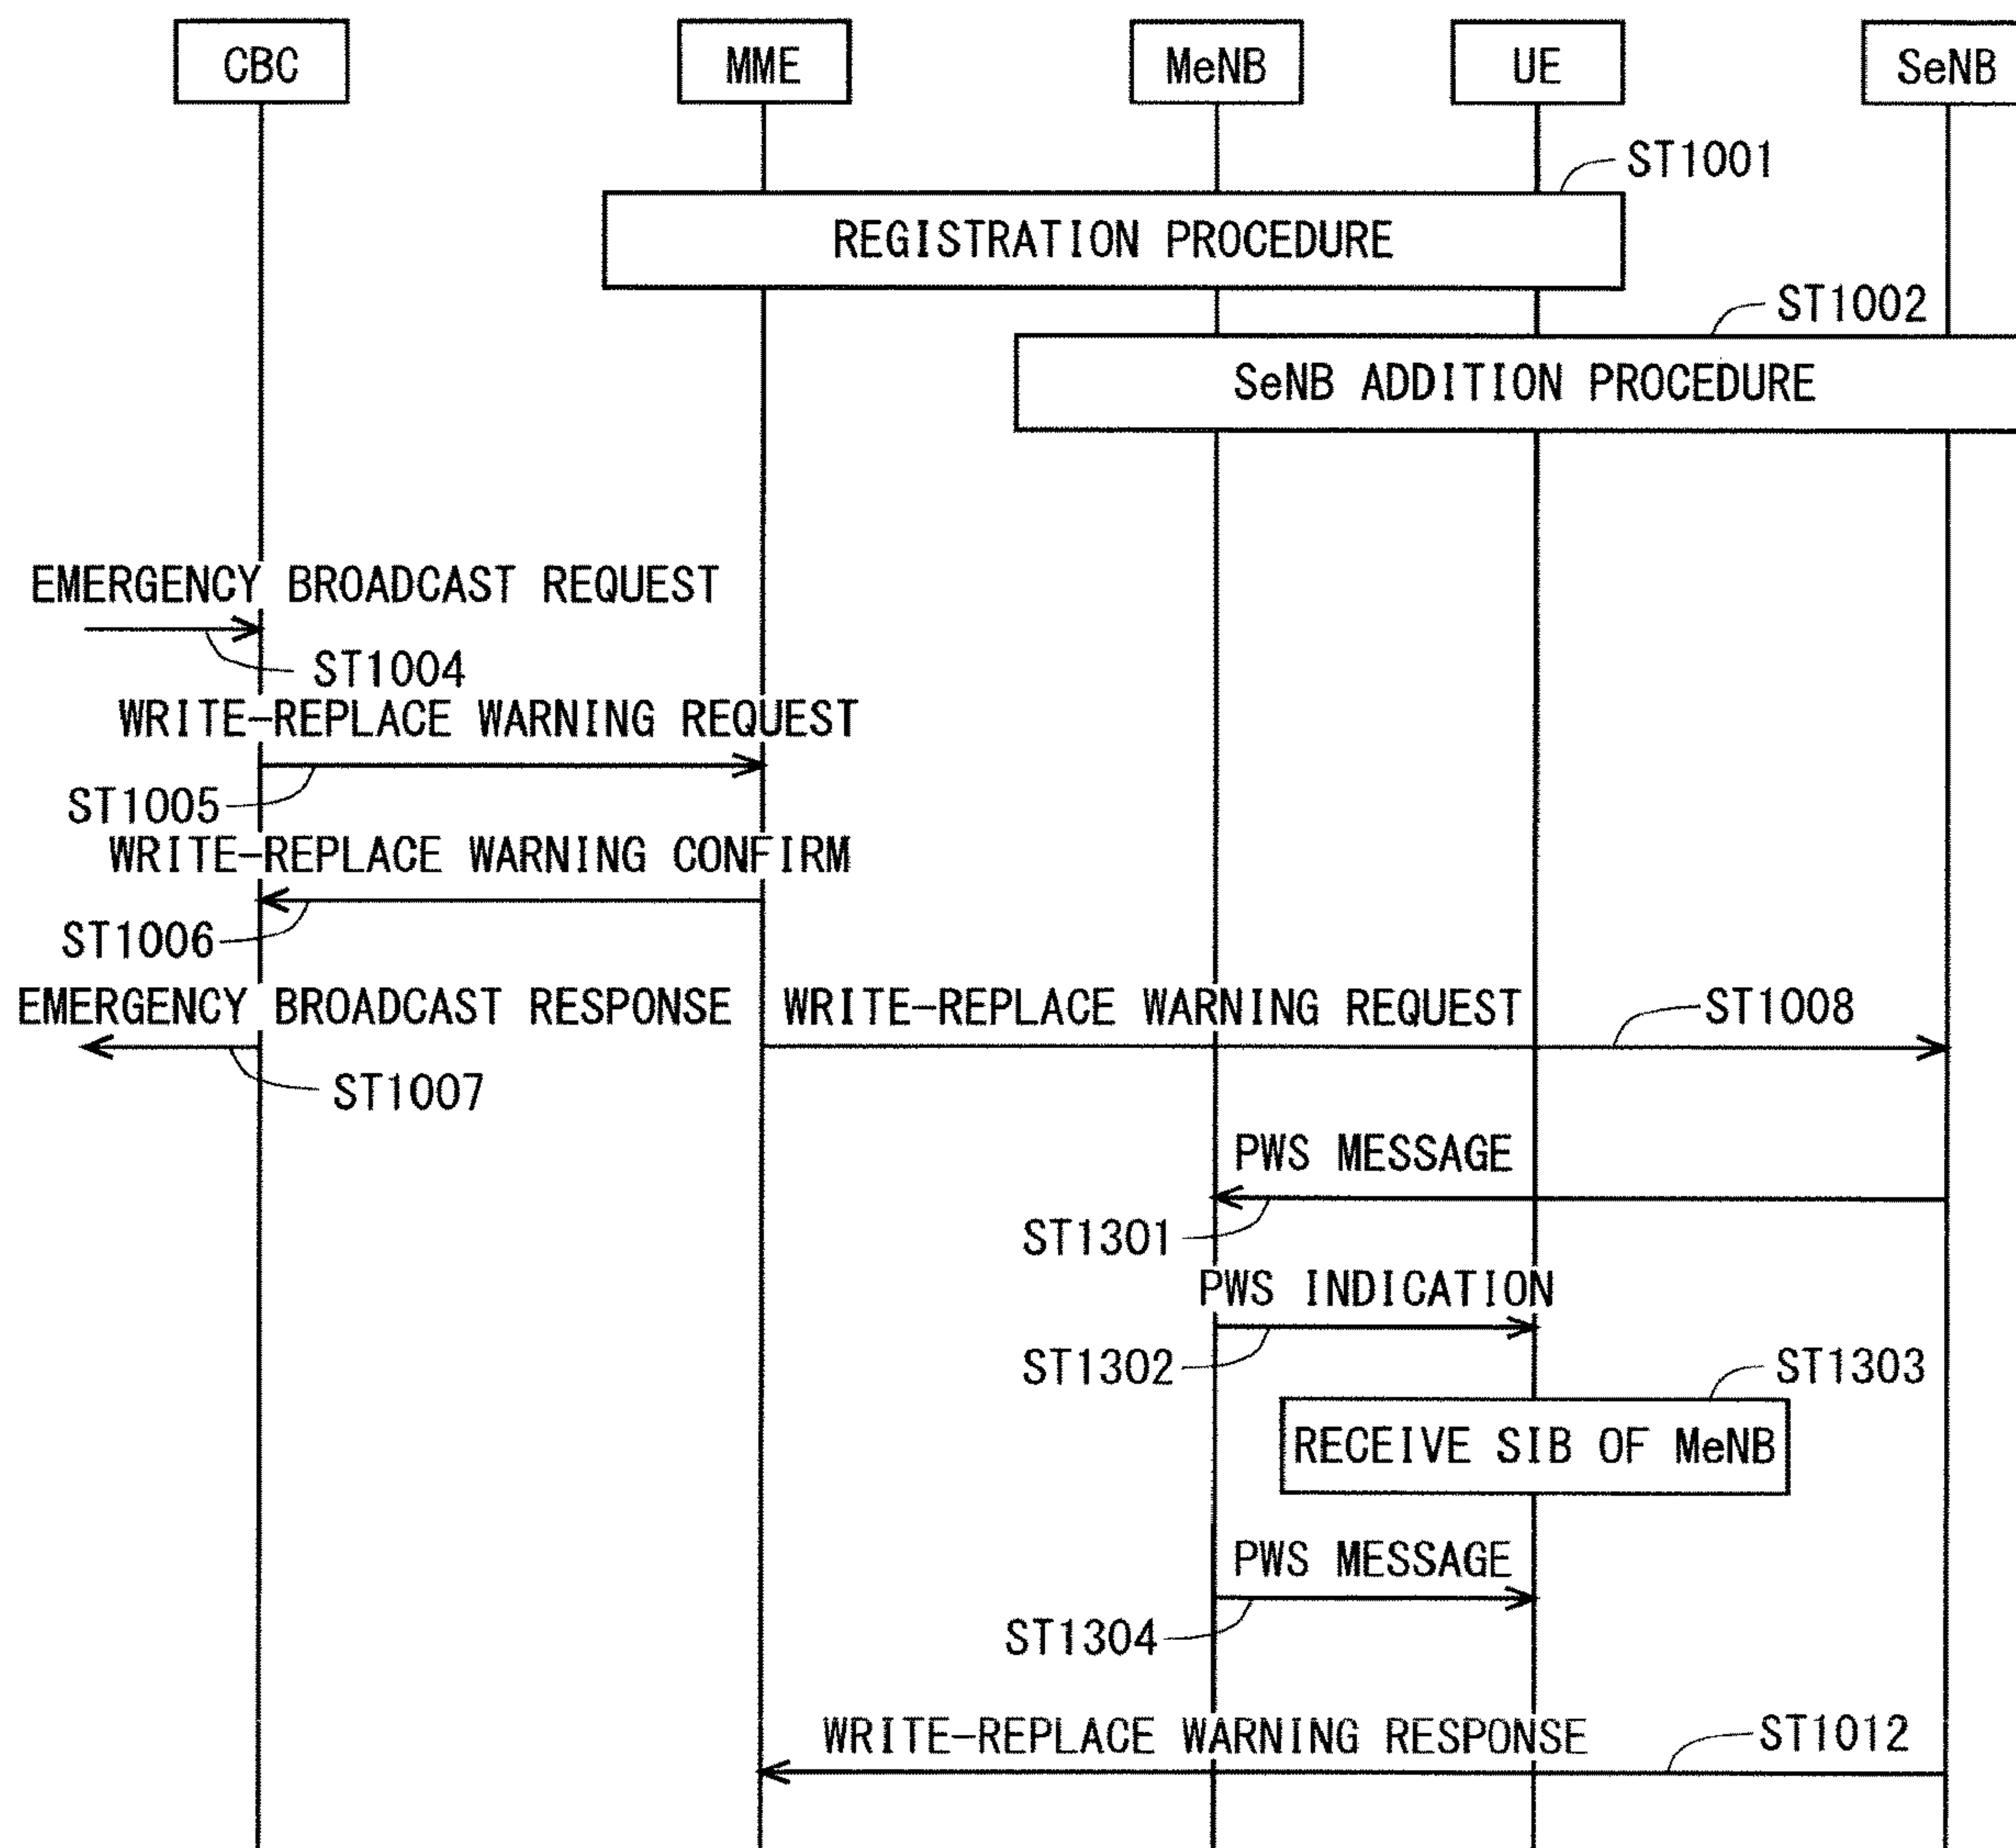 CBC MME MeNB UE SeNB
ST1001
REGISTRATION PROCEDURE
ST1002
SeNB ADDITION PROCEDURE
EMERGENCY BROADCAST REQUEST
ST1004
WRITE-REPLACE WARNING REQUEST
ST1005
WRITE-REPLACE WARNING CONFIRM
ST1006
EMERGENCY BROADCAST RESPONSE WRITE-REPLACE WARNING REQUEST ST1008
ST1007
PWS MESSAGE
ST1301
PWS INDICATION
ST1302
ST1303
RECEIVE SIB OF MeNB
PWS MESSAGE
ST1304
WRITE-REPLACE WARNING RESPONSE ST1012